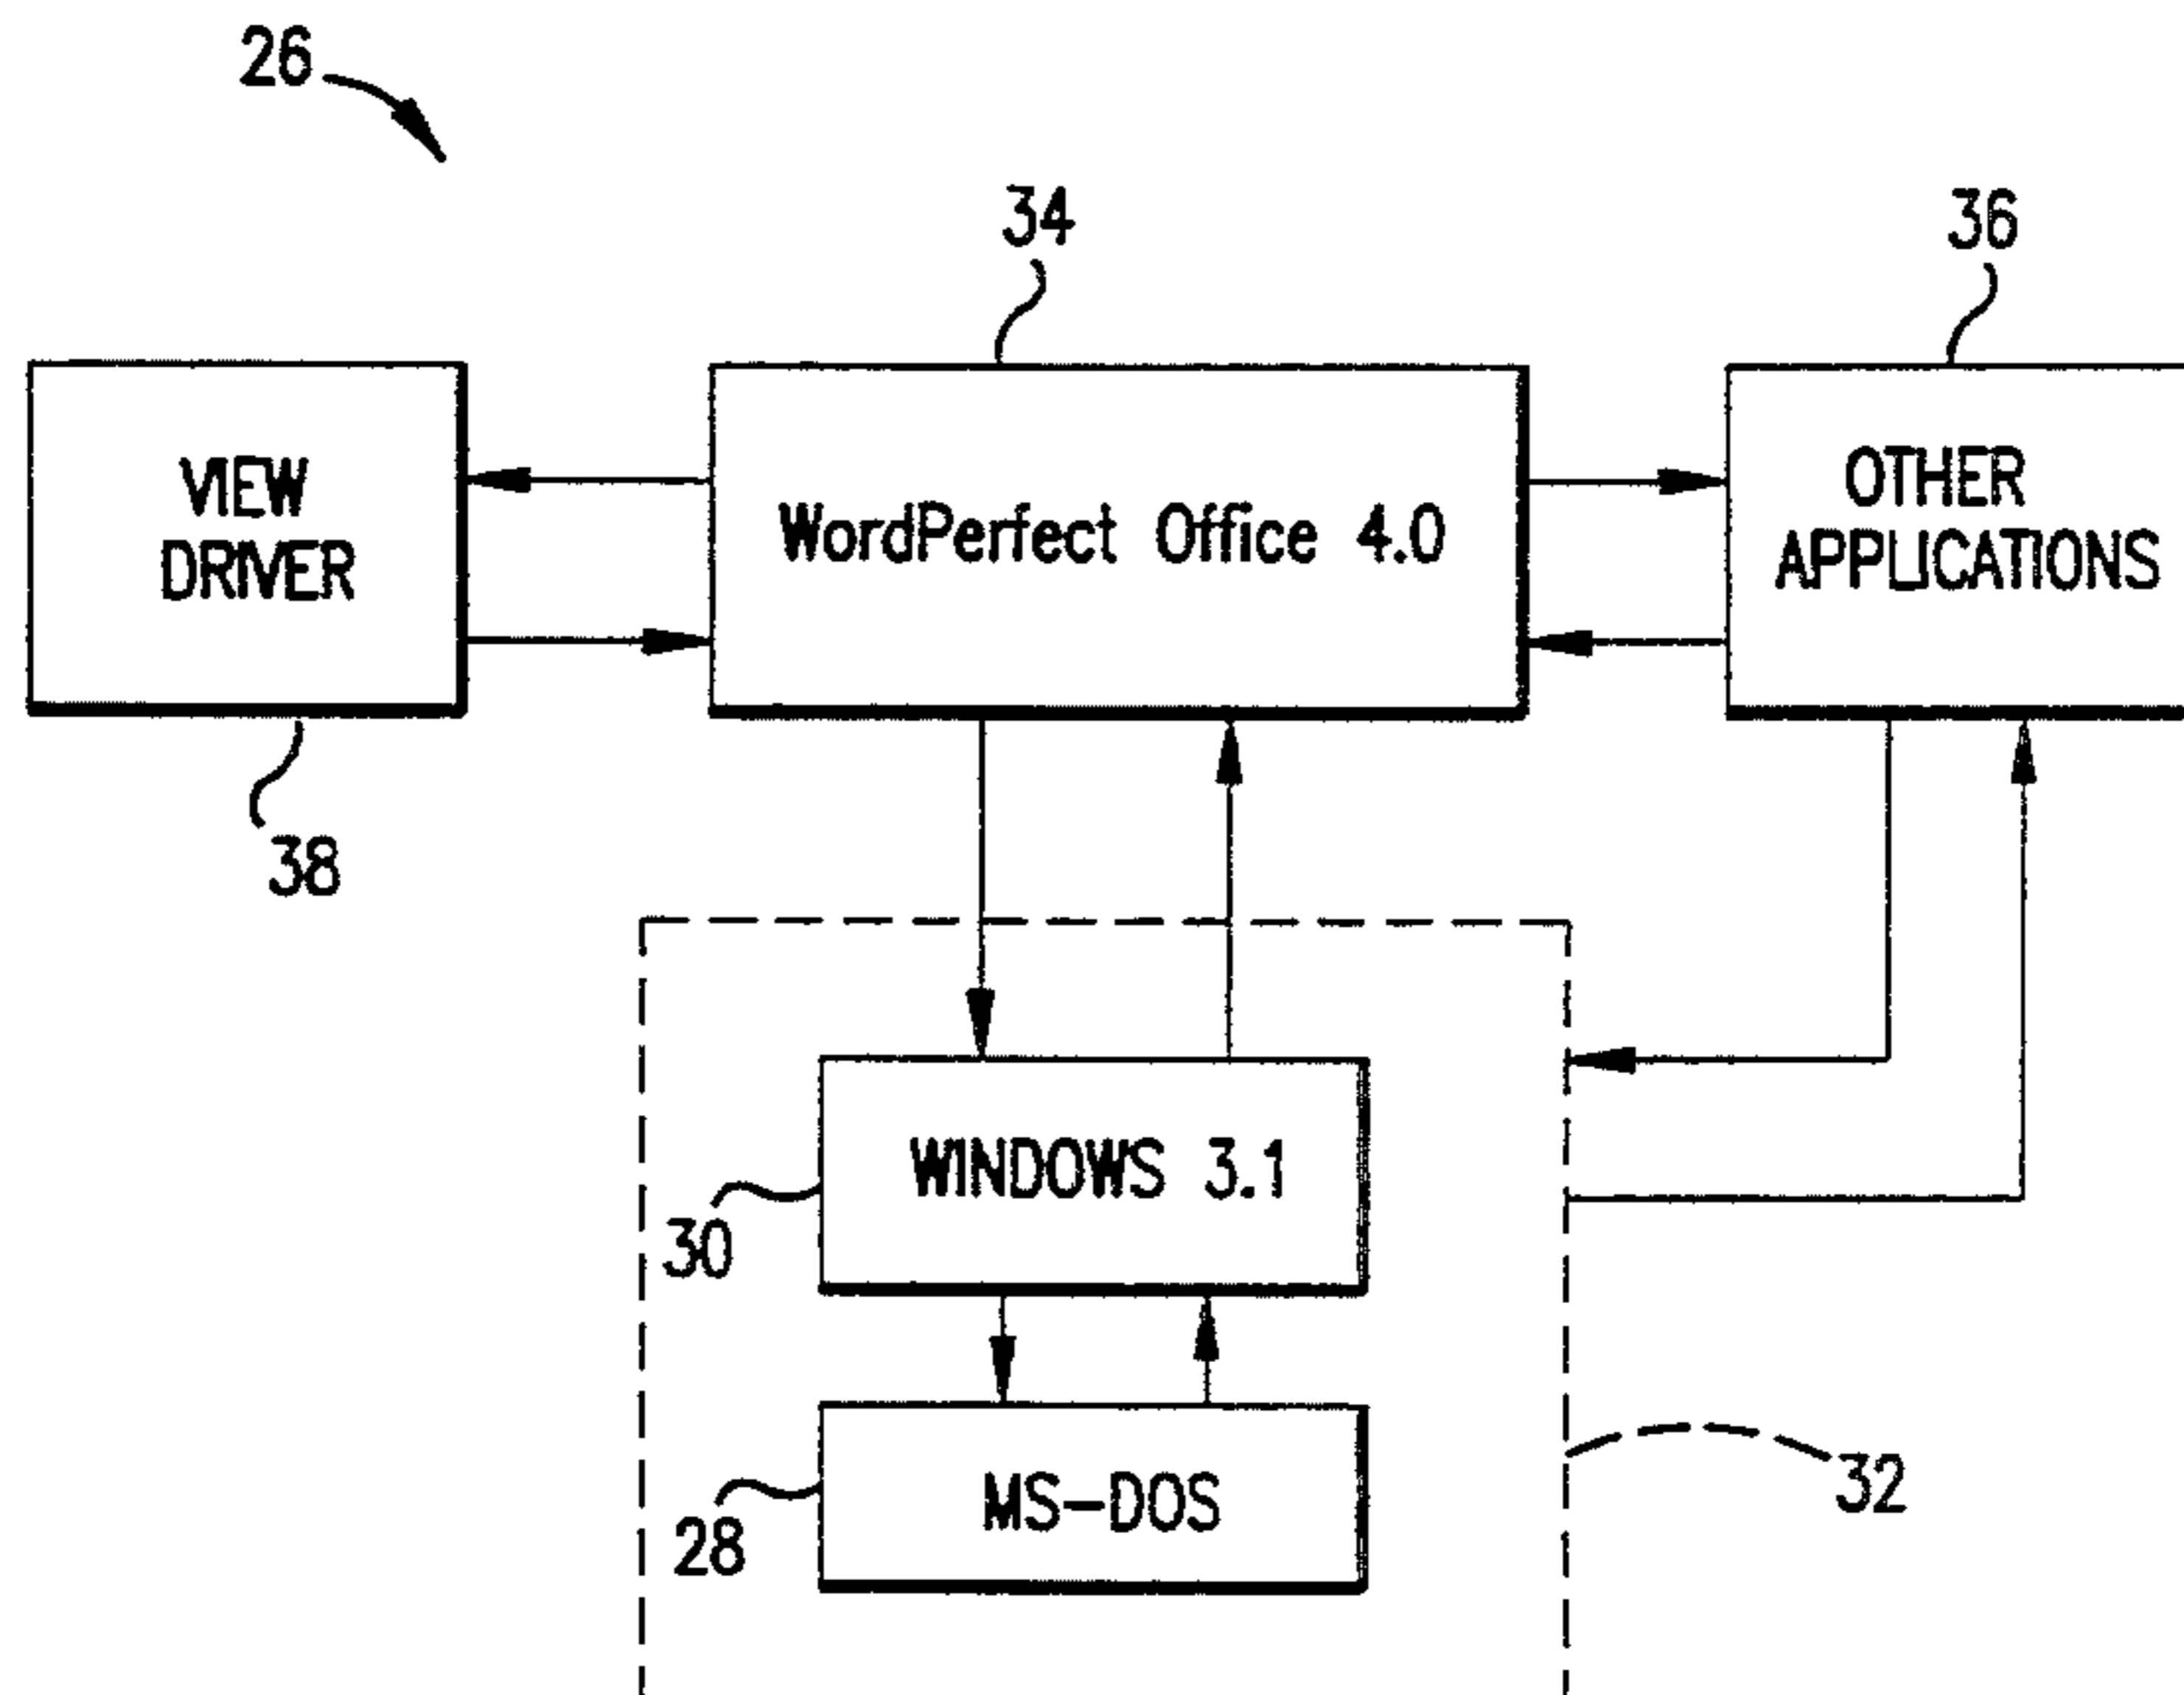 26
34
36
VIEW
DRIVER
WordPerfect Office 4.0
OTHER
APPLICATIONS
38
WINDOWS 3.1
30
MS-DOS
28
32